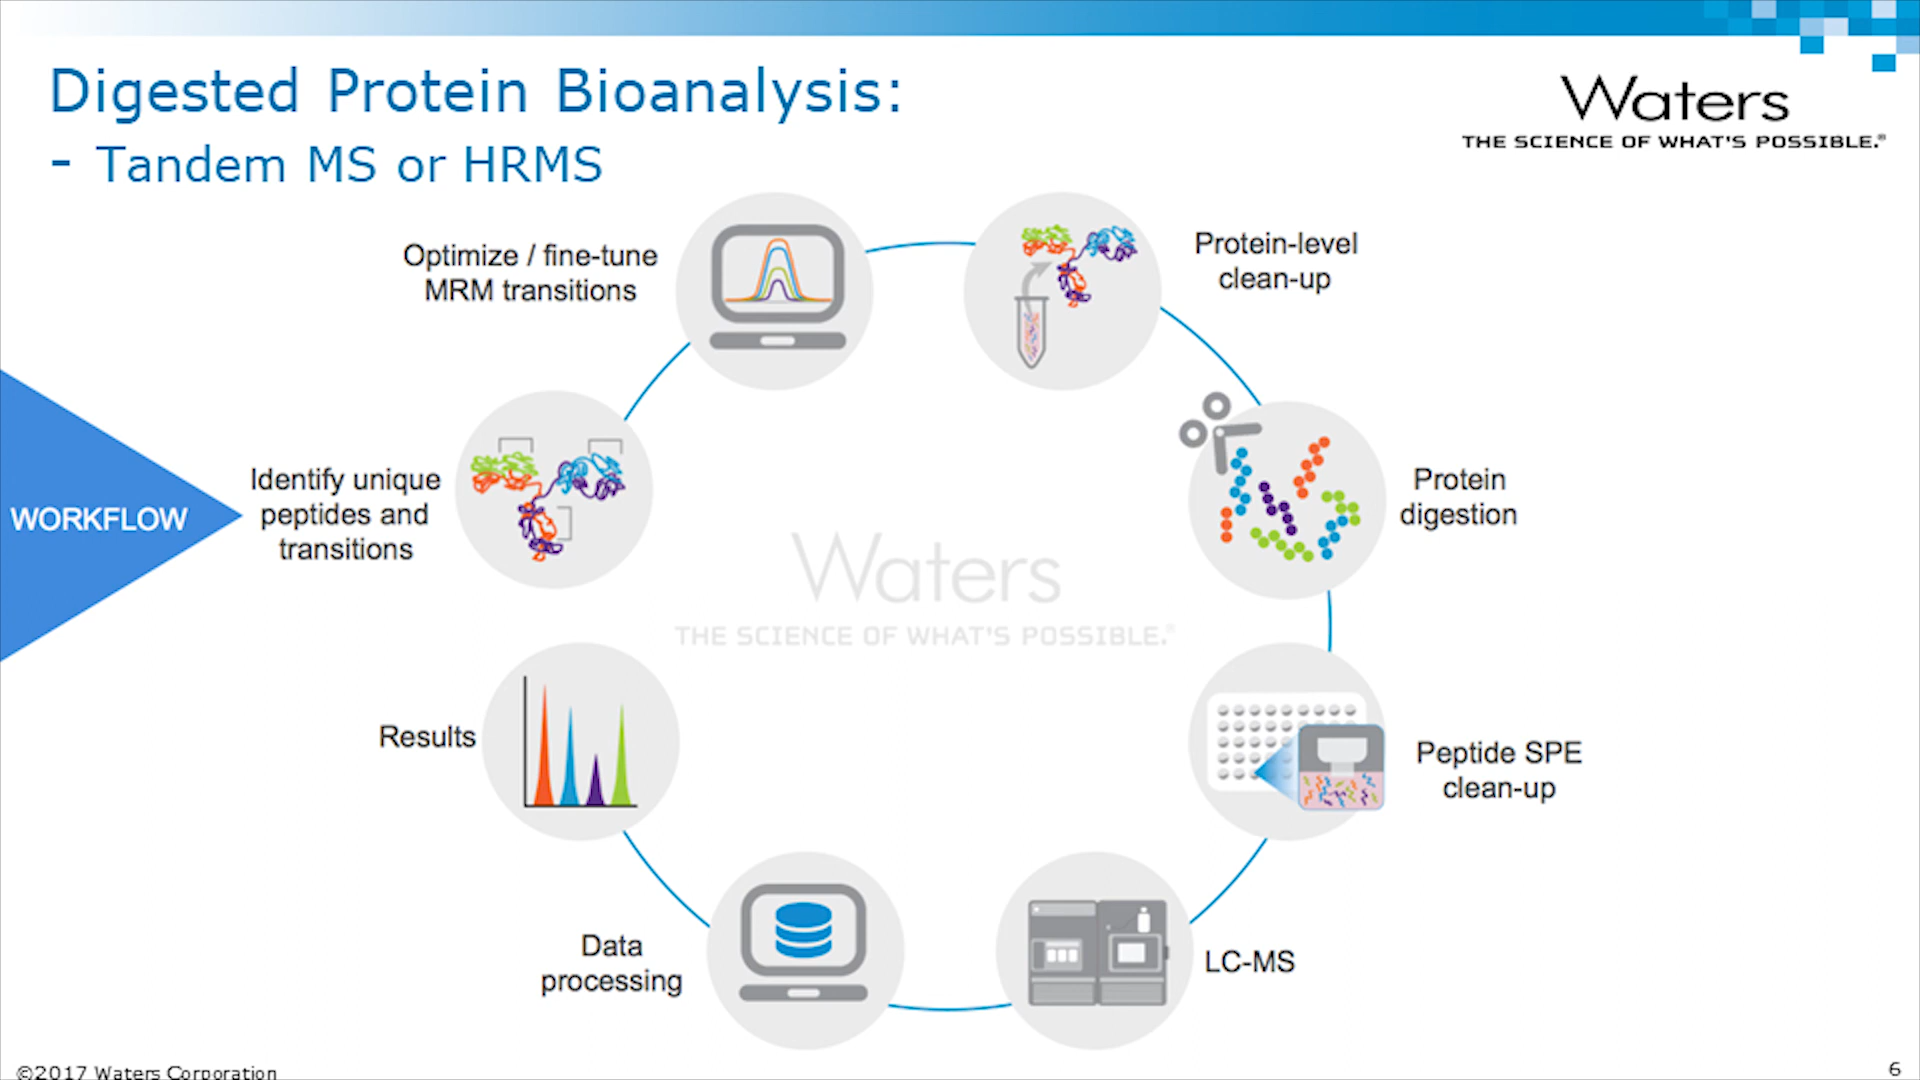 Digested Protein Bioanalysis:
- Tandem MS or HRMS
Waters
THE SCIENCE OF WHAT'S POSSIBLE.®
WORKFLOW
Identify unique
peptides and
transitions
Optimize / fine-tune
MRM transitions
Protein-level
clean-up
Protein
digestion
Peptide SPE
clean-up
LC-MS
Data
processing
Results
Waters
THE SCIENCE OF WHAT'S POSSIBLE.®
©2017 Waters Corporation
6